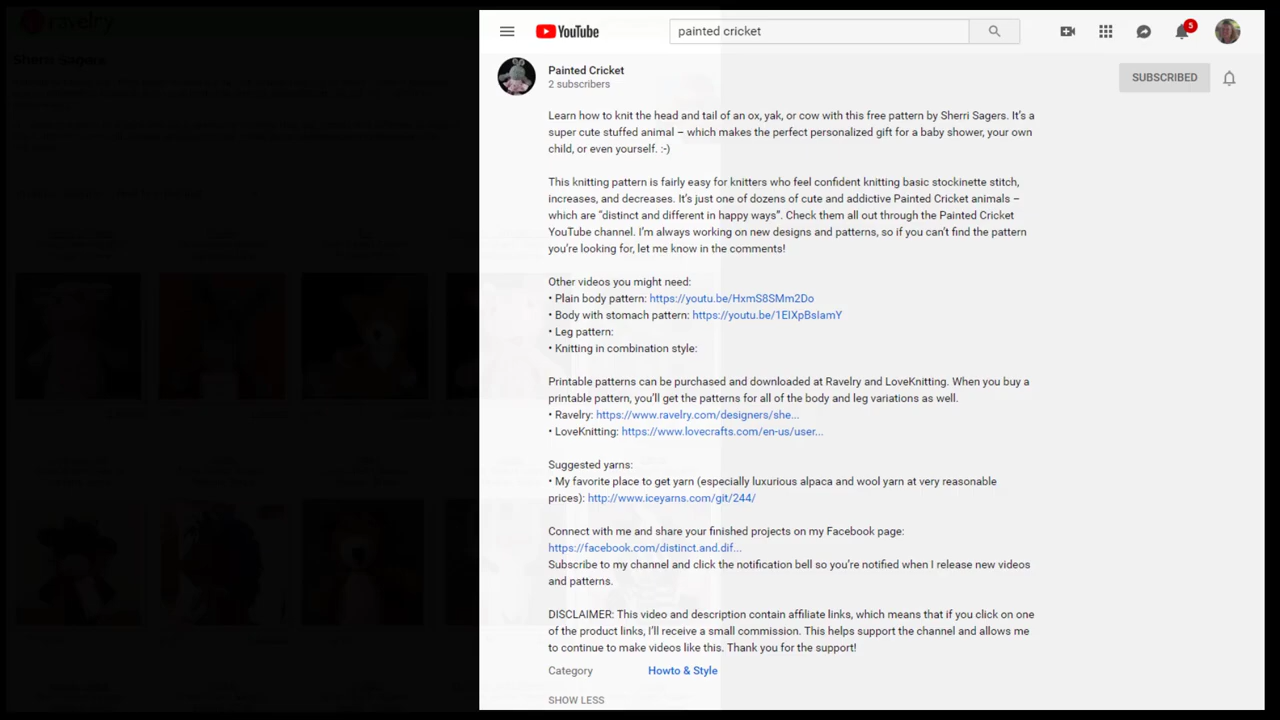 ravelry
Sherri Sagers
YouTube
painted cricket
5
Painted Cricket
2 subscribers
SUBSCRIBED
Learn how to knit the head and tail of an ox, yak, or cow with this free pattern by Sherri Sagers. It's a
super cute stuffed animal – which makes the perfect personalized gift for a baby shower, your own
child, or even yourself. :-)
This knitting pattern is fairly easy for knitters who feel confident knitting basic stockinette stitch,
increases, and decreases. It's just one of dozens of cute and addictive Painted Cricket animals –
which are “distinct and different in happy ways”. Check them all out through the Painted Cricket
YouTube channel. I'm always working on new designs and patterns, so if you can't find the pattern
you're looking for, let me know in the comments!
Other videos you might need:
• Plain body pattern: https://youtu.be/HxmS8SMm2Do
• Body with stomach pattern: https://youtu.be/1EIXpBsIamY
• Leg pattern:
• Knitting in combination style:
Printable patterns can be purchased and downloaded at Ravelry and LoveKnitting. When you buy a
printable pattern, you'll get the patterns for all of the body and leg variations as well.
• Ravelry: https://www.ravelry.com/designers/she...
• LoveKnitting: https://www.lovecrafts.com/en-us/user...
Suggested yarns:
• My favorite place to get yarn (especially luxurious alpaca and wool yarn at very reasonable
prices): http://www.iceyarns.com/git/244/
Connect with me and share your finished projects on my Facebook page:
https://facebook.com/distinct.and.dif...
Subscribe to my channel and click the notification bell so you're notified when I release new videos
and patterns.
DISCLAIMER: This video and description contain affiliate links, which means that if you click on one
of the product links, I'll receive a small commission. This helps support the channel and allows me
to continue to make videos like this. Thank you for the support!
Category Howto & Style
SHOW LESS